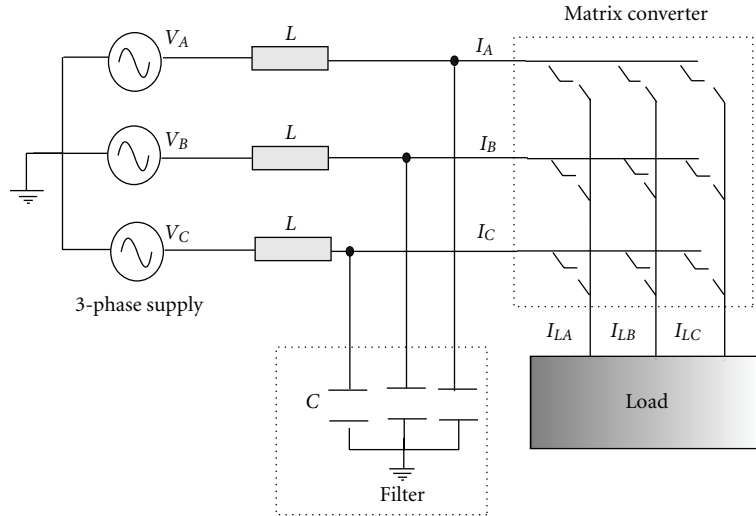 Matrix converter
V_A
L
I_A
V_B
L
I_B
V_C
L
I_C
3-phase supply
I_LA
I_LB
I_LC
C
Load
Filter